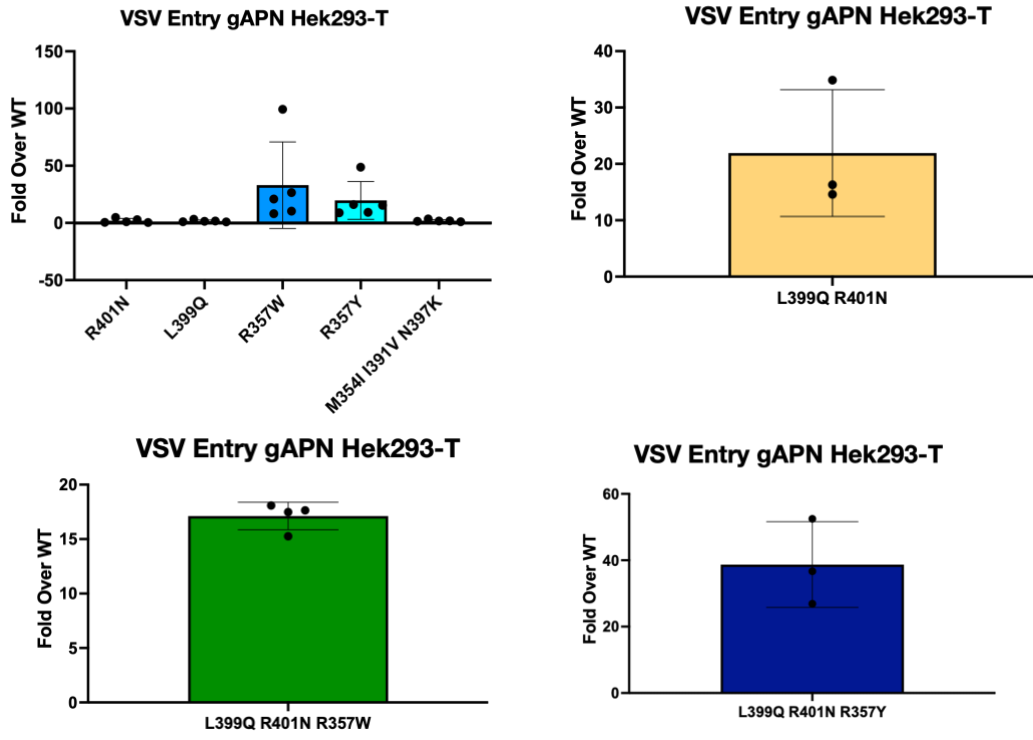 VSV Entry gAPN Hek293-T
Fold Over WT
150
100
50
0
-50
R401N
L399Q
R357W
R357Y
M354I I391V N397K
VSV Entry gAPN Hek293-T
Fold Over WT
40
30
20
10
0
L399Q R401N
VSV Entry gAPN Hek293-T
Fold Over WT
20
15
10
5
0
L399Q R401N R357W
VSV Entry gAPN Hek293-T
Fold Over WT
60
40
20
0
L399Q R401N R357Y